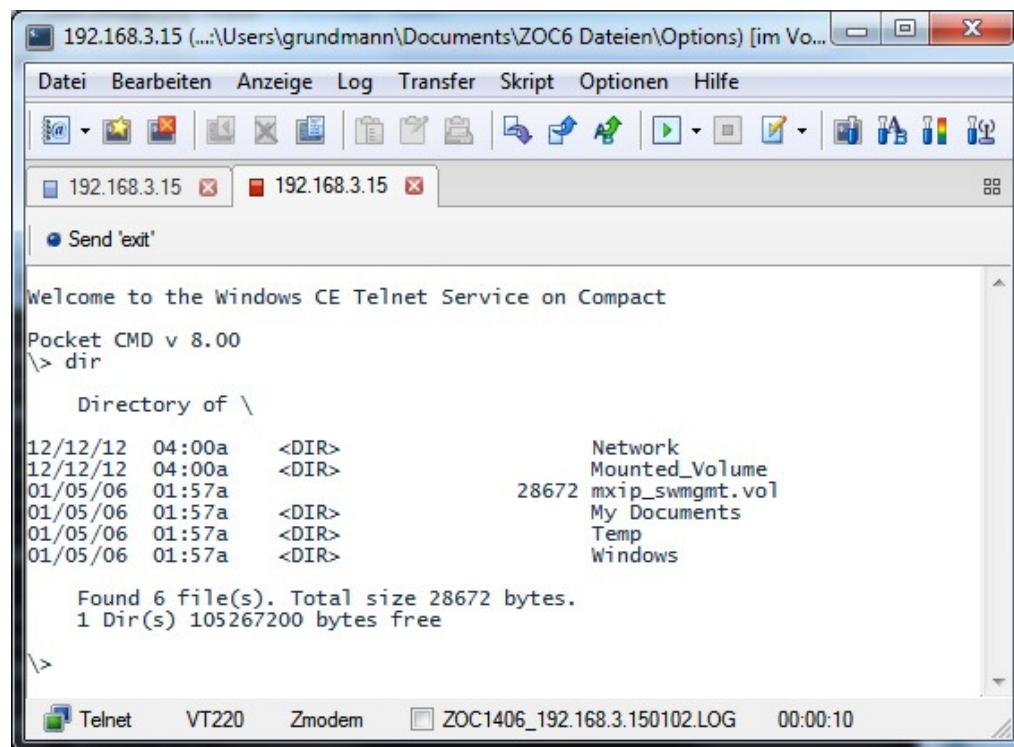 192.168.3.15 (...:\Users\grundmann\Documents\ZOC6 Dateien\Options) [im Vo...
Datei Bearbeiten Anzeige Log Transfer Skript Optionen Hilfe
192.168.3.15 192.168.3.15
Send 'exit'
Welcome to the Windows CE Telnet Service on Compact
Pocket CMD v 8.00
\> dir
Directory of \
12/12/12 04:00a <DIR> Network
12/12/12 04:00a <DIR> Mounted_Volume
01/05/06 01:57a 28672 mxip_swmgmt.vol
01/05/06 01:57a <DIR> My Documents
01/05/06 01:57a <DIR> Temp
01/05/06 01:57a <DIR> Windows
Found 6 file(s). Total size 28672 bytes.
1 Dir(s) 105267200 bytes free
\>
Telnet VT220 Zmodem ZOC1406_192.168.3.150102.LOG 00:00:10